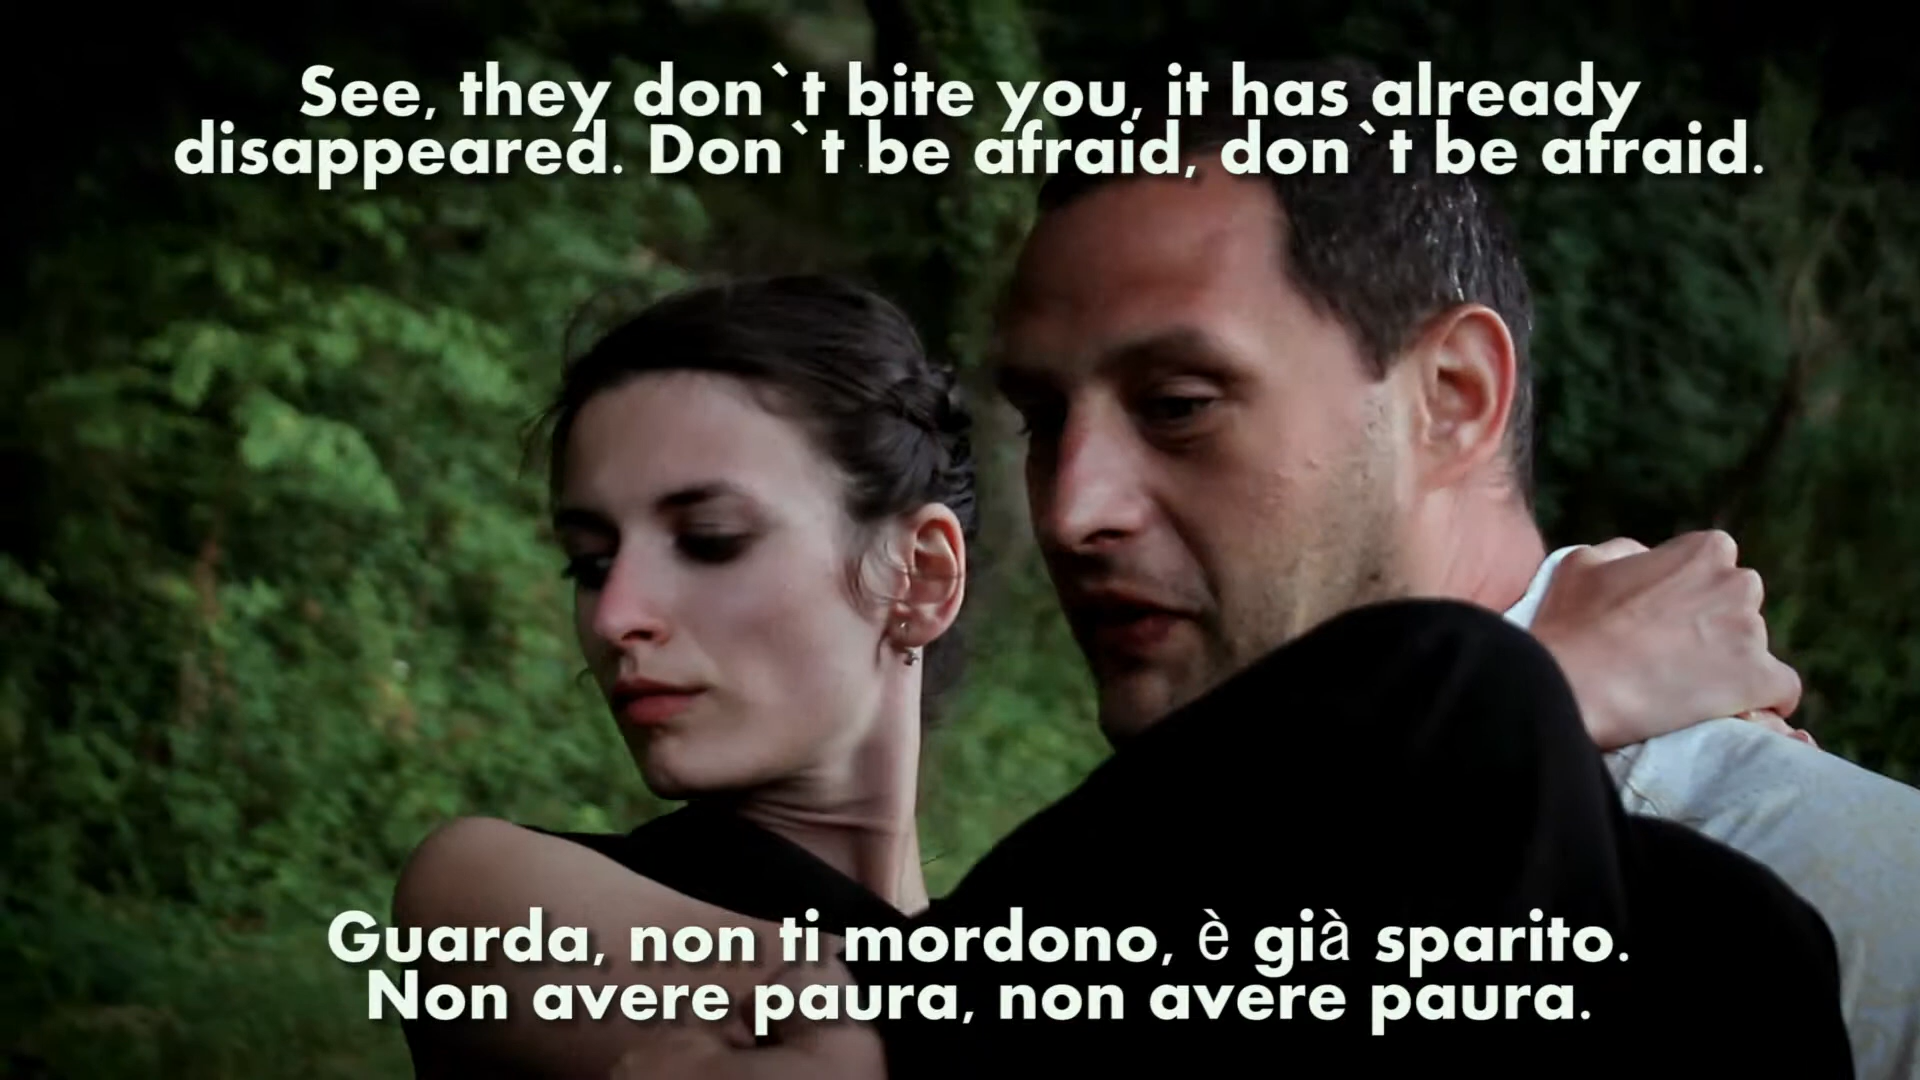 See, they don`t bite you, it has already
disappeared. Don`t be afraid, don`t be afraid.
Guarda, non ti mordono, è già sparito.
Non avere paura, non avere paura.